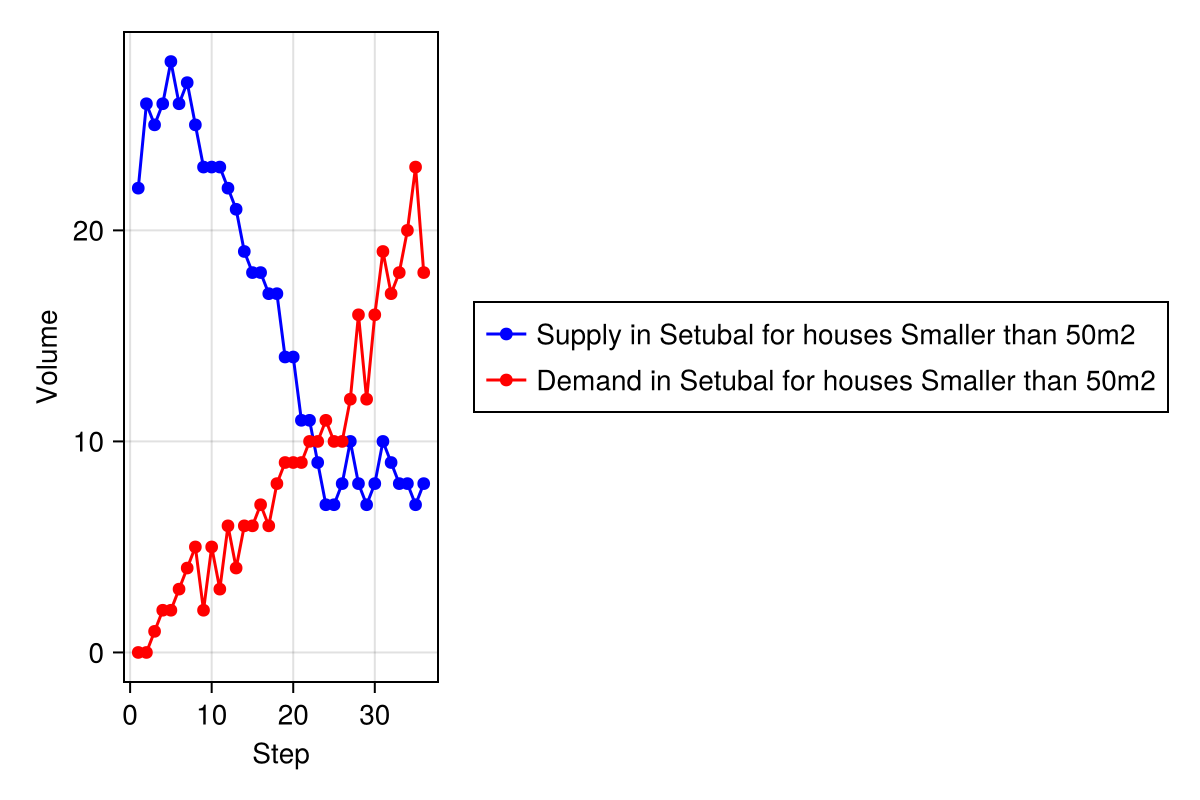 Volume
20
10
0
0 10 20 30
Step
Supply in Setubal for houses Smaller than 50m2
Demand in Setubal for houses Smaller than 50m2